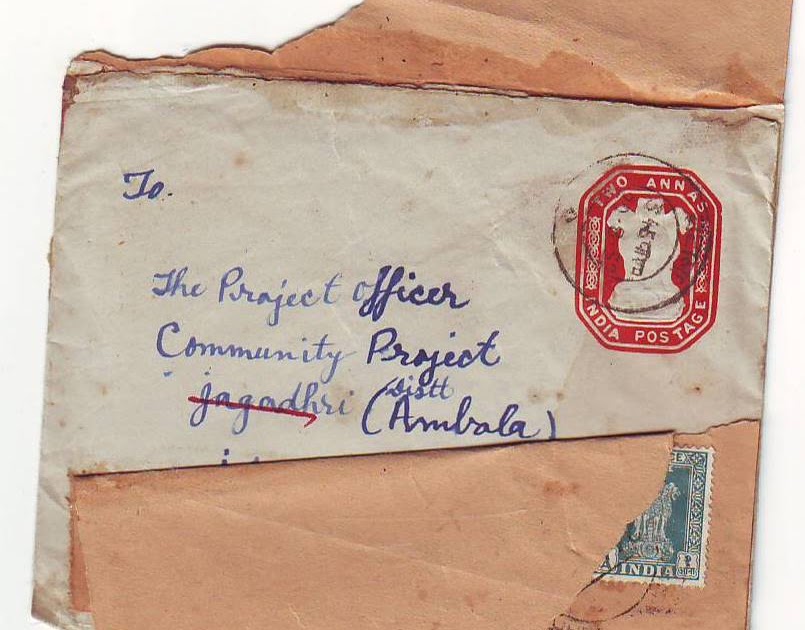 To.
TWO ANNAS
INDIA POSTAGE
The Project Officer
Community Project
Jagadhri (Distt
Ambala)
INDIA